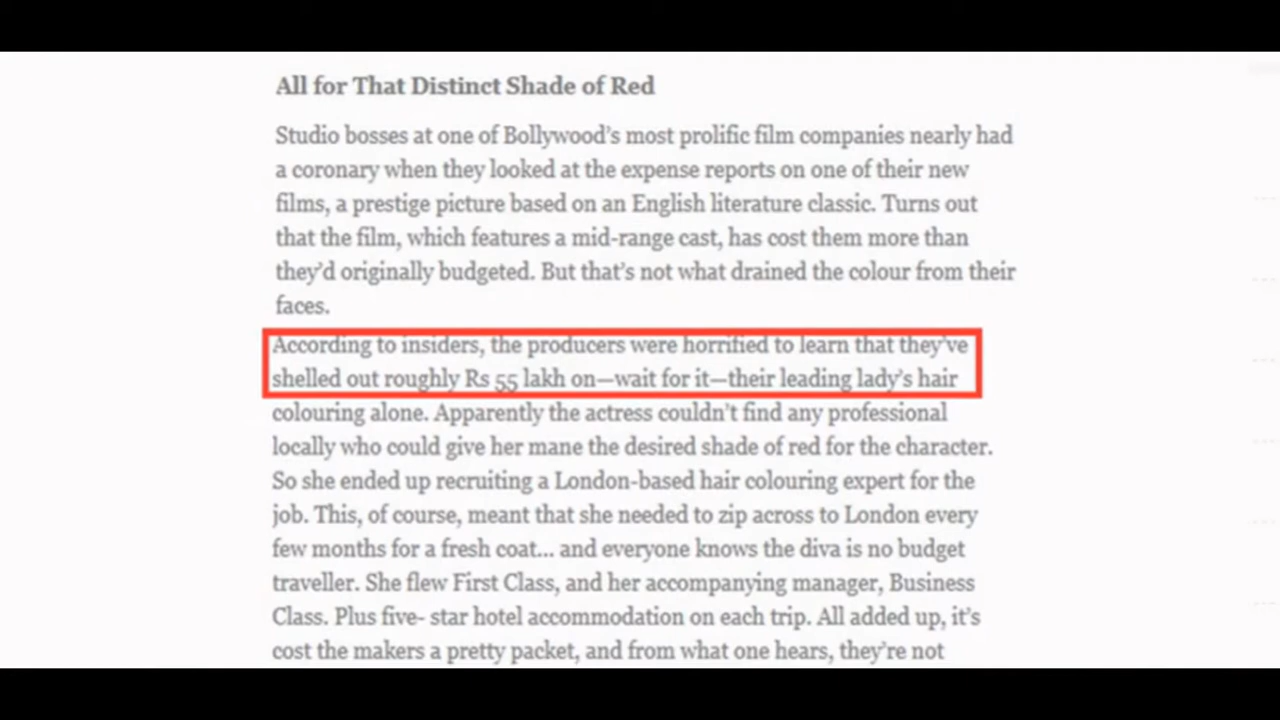 All for That Distinct Shade of Red
Studio bosses at one of Bollywood's most prolific film companies nearly had
a coronary when they looked at the expense reports on one of their new
films, a prestige picture based on an English literature classic. Turns out
that the film, which features a mid-range cast, has cost them more than
they'd originally budgeted. But that's not what drained the colour from their
faces.
According to insiders, the producers were horrified to learn that they've
shelled out roughly Rs 55 lakh on—wait for it—their leading lady's hair
colouring alone. Apparently the actress couldn't find any professional
locally who could give her mane the desired shade of red for the character.
So she ended up recruiting a London-based hair colouring expert for the
job. This, of course, meant that she needed to zip across to London every
few months for a fresh coat... and everyone knows the diva is no budget
traveller. She flew First Class, and her accompanying manager, Business
Class. Plus five- star hotel accommodation on each trip. All added up, it's
cost the makers a pretty packet, and from what one hears, they're not